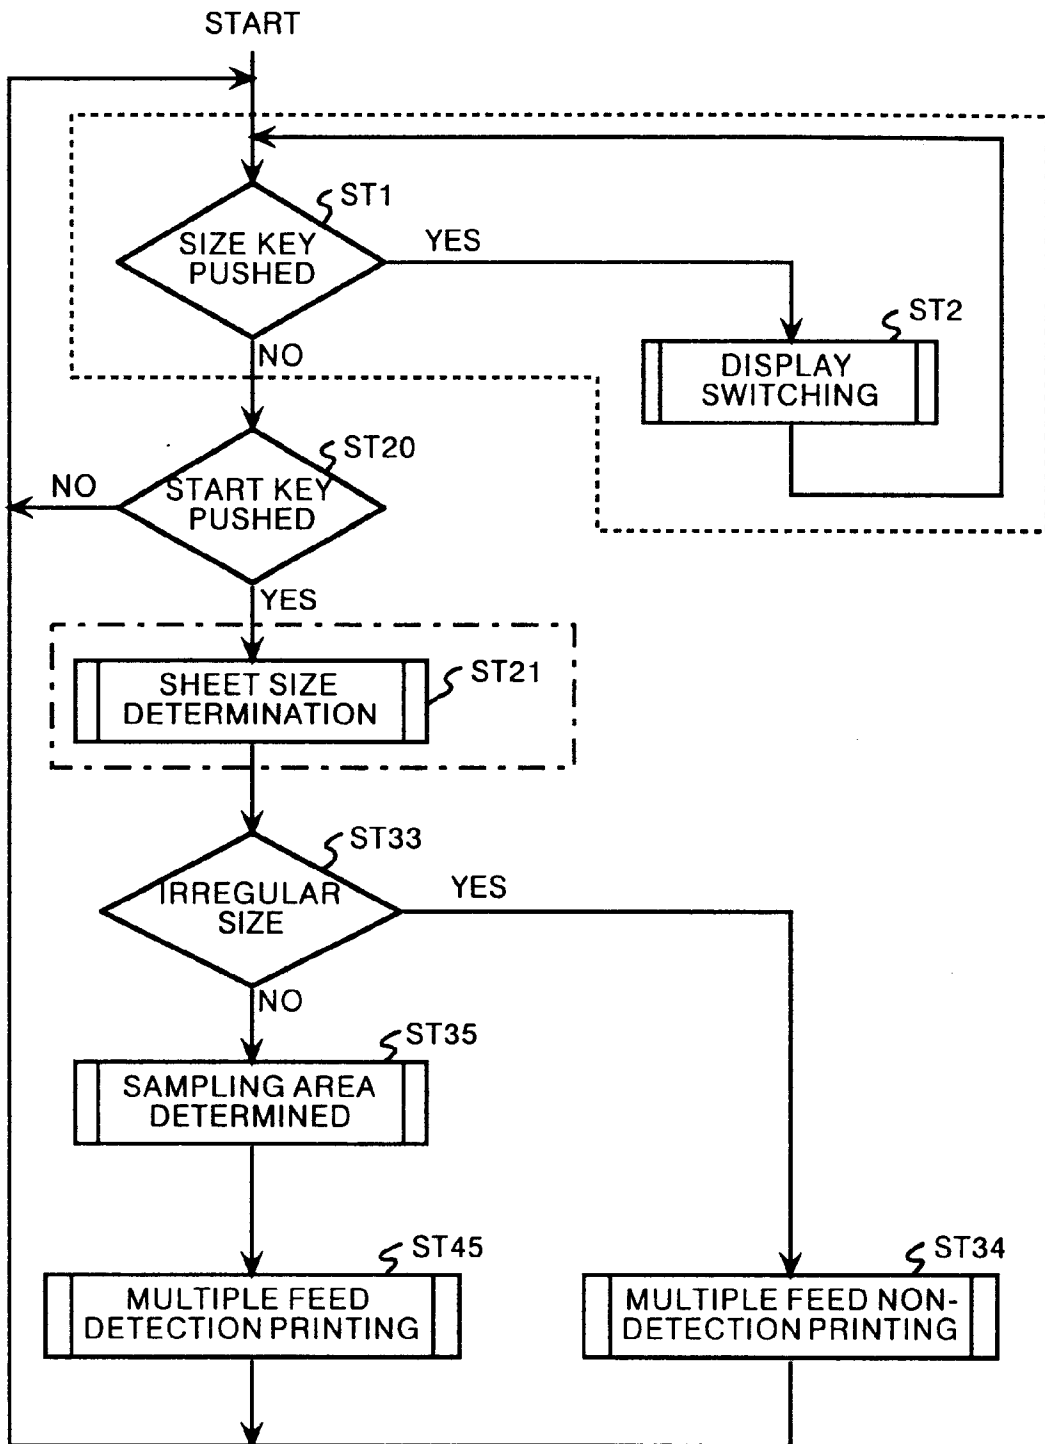 START
ST1
SIZE KEY
PUSHED
YES
NO
ST2
DISPLAY
SWITCHING
ST20
START KEY
PUSHED
NO
YES
ST21
SHEET SIZE
DETERMINATION
ST33
IRREGULAR
SIZE
YES
NO
ST35
SAMPLING AREA
DETERMINED
ST45
MULTIPLE FEED
DETECTION PRINTING
ST34
MULTIPLE FEED NON-
DETECTION PRINTING